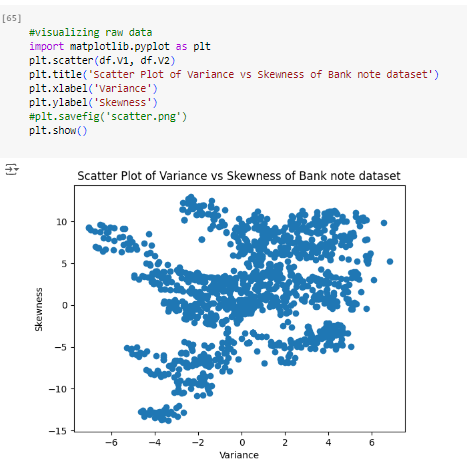 [65]
#visualizing raw data
import matplotlib.pyplot as plt
plt.scatter(df.V1, df.V2)
plt.title('Scatter Plot of Variance vs Skewness of Bank note dataset')
plt.xlabel('Variance')
plt.ylabel('Skewness')
#plt.savefig('scatter.png')
plt.show()
Scatter Plot of Variance vs Skewness of Bank note dataset
10
5
0
−5
−10
−15
Skewness
−6 −4 −2 0 2 4 6
Variance